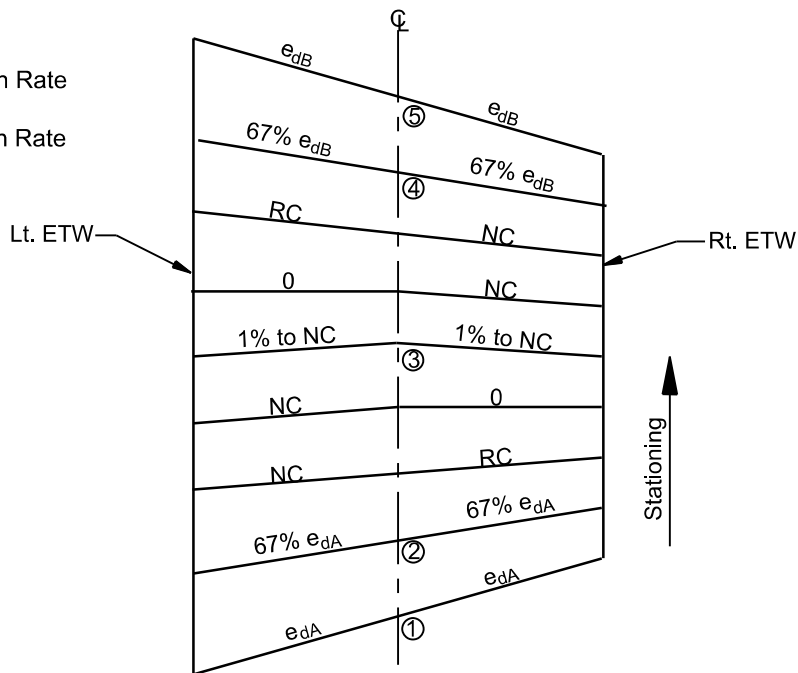 ℄
e_dB
n Rate
e_dB
⑤
n Rate
67% e_dB
67% e_dB
④
RC
Lt. ETW
NC
Rt. ETW
0
NC
1% to NC
1% to NC
③
NC
0
NC
RC
Stationing
67% e_dA
67% e_dA
②
e_dA
e_dA
①